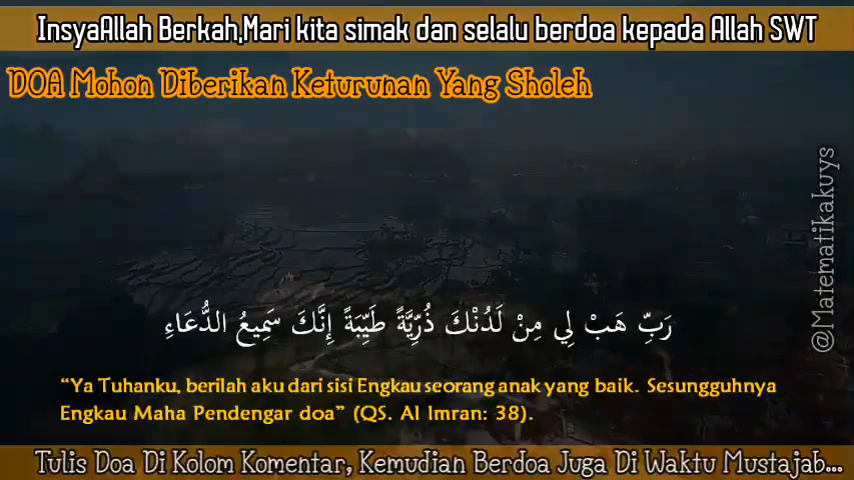 InsyaAllah Berkah,Mari kita simak dan selalu berdoa kepada Allah SWT
DOA Mohon Diberikan Keturunan Yang Sholeh
@Matematikakuys
رَبِّ هَبْ لِي مِنْ لَدُنْكَ ذُرِّيَّةً طَيِّبَةً إِنَّكَ سَمِيعُ الدُّعَاءِ
“Ya Tuhanku, berilah aku dari sisi Engkau seorang anak yang baik. Sesungguhnya
Engkau Maha Pendengar doa” (QS. Al Imran: 38).
Tulis Doa Di Kolom Komentar, Kemudian Berdoa Juga Di Waktu Mustajab...